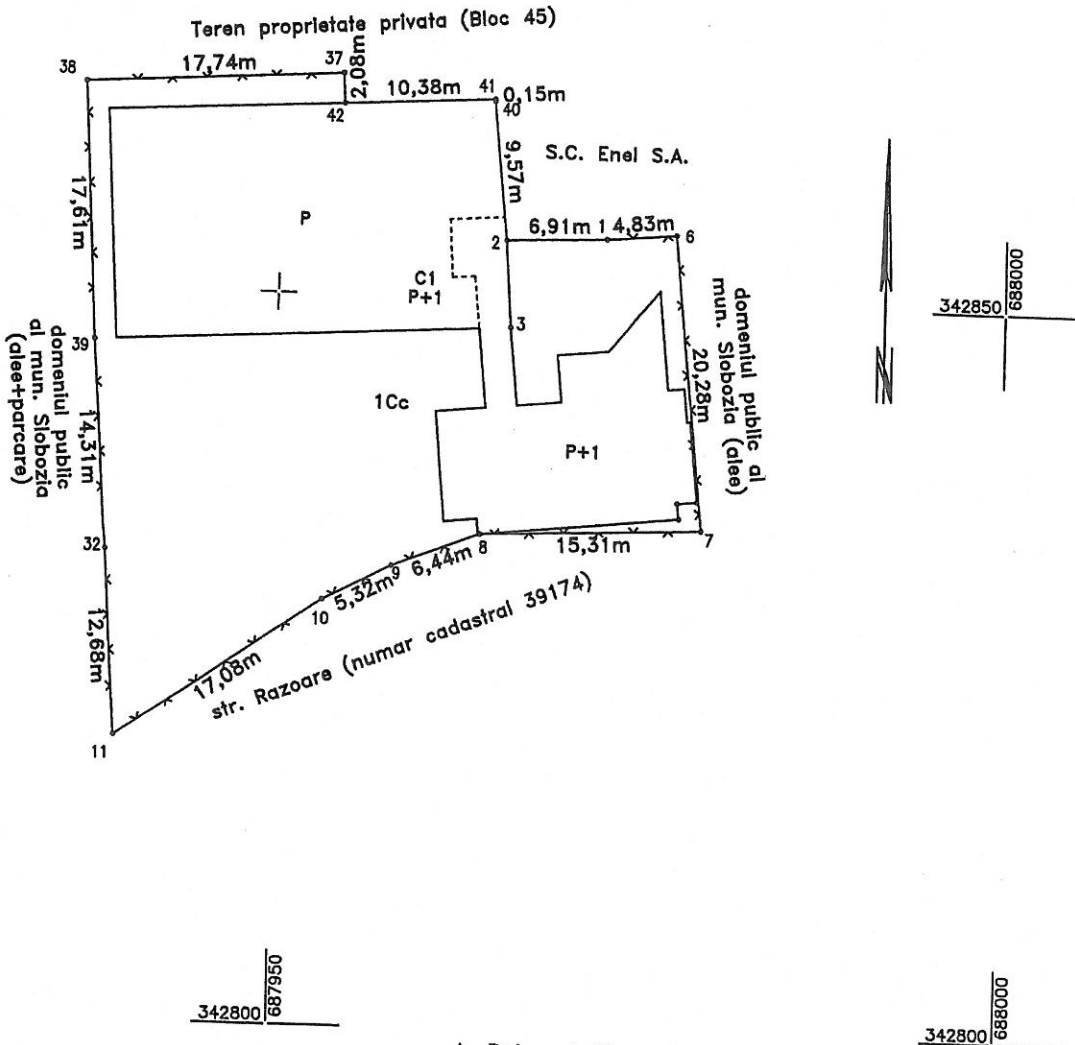 Teren proprietate privata (Bloc 45)
38
17,74m
37
2,08m
42
10,38m
41
0,15m
40
9,57m
S.C. Enel S.A.
17,61m
P
2
6,91m
1
4,83m
6
C1
P+1
3
39
domeniul public
al mun. Slobozia
(alee+parcare)
14,31m
1Cc
P+1
20,28m
domeniul public al
mun. Slobozia (alee)
342850
688000
N
32
8
15,31m
7
6,44m
9
5,32m
10
12,68m
17,08m
str. Razoare (numar cadastral 39174)
11
342800
687950
342800
688000